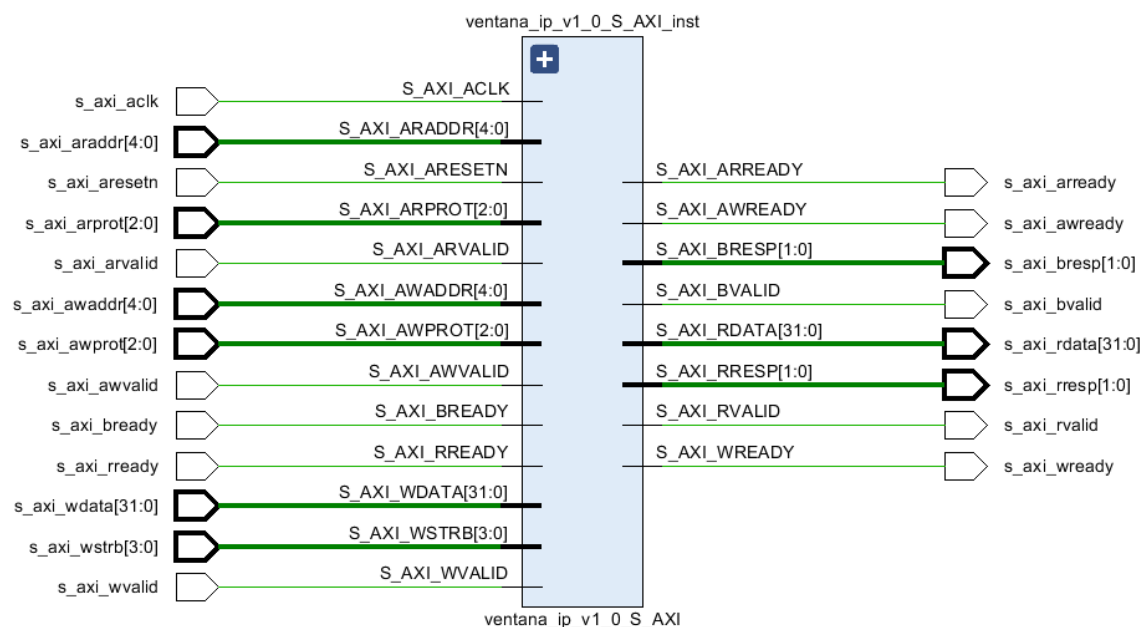 ventana_ip_v1_0_S_AXI_inst
s_axi_aclk S_AXI_ACLK
s_axi_araddr[4:0] S_AXI_ARADDR[4:0]
s_axi_aresetn S_AXI_ARESETN S_AXI_ARREADY s_axi_arready
s_axi_arprot[2:0] S_AXI_ARPROT[2:0] S_AXI_AWREADY s_axi_awready
s_axi_arvalid S_AXI_ARVALID S_AXI_BRESP[1:0] s_axi_bresp[1:0]
s_axi_awaddr[4:0] S_AXI_AWADDR[4:0] S_AXI_BVALID s_axi_bvalid
s_axi_awprot[2:0] S_AXI_AWPROT[2:0] S_AXI_RDATA[31:0] s_axi_rdata[31:0]
s_axi_awvalid S_AXI_AWVALID S_AXI_RRESP[1:0] s_axi_rresp[1:0]
s_axi_bready S_AXI_BREADY S_AXI_RVALID s_axi_rvalid
s_axi_rready S_AXI_RREADY S_AXI_WREADY s_axi_wready
s_axi_wdata[31:0] S_AXI_WDATA[31:0]
s_axi_wstrb[3:0] S_AXI_WSTRB[3:0]
s_axi_wvalid S_AXI_WVALID
ventana_ip_v1_0_S_AXI